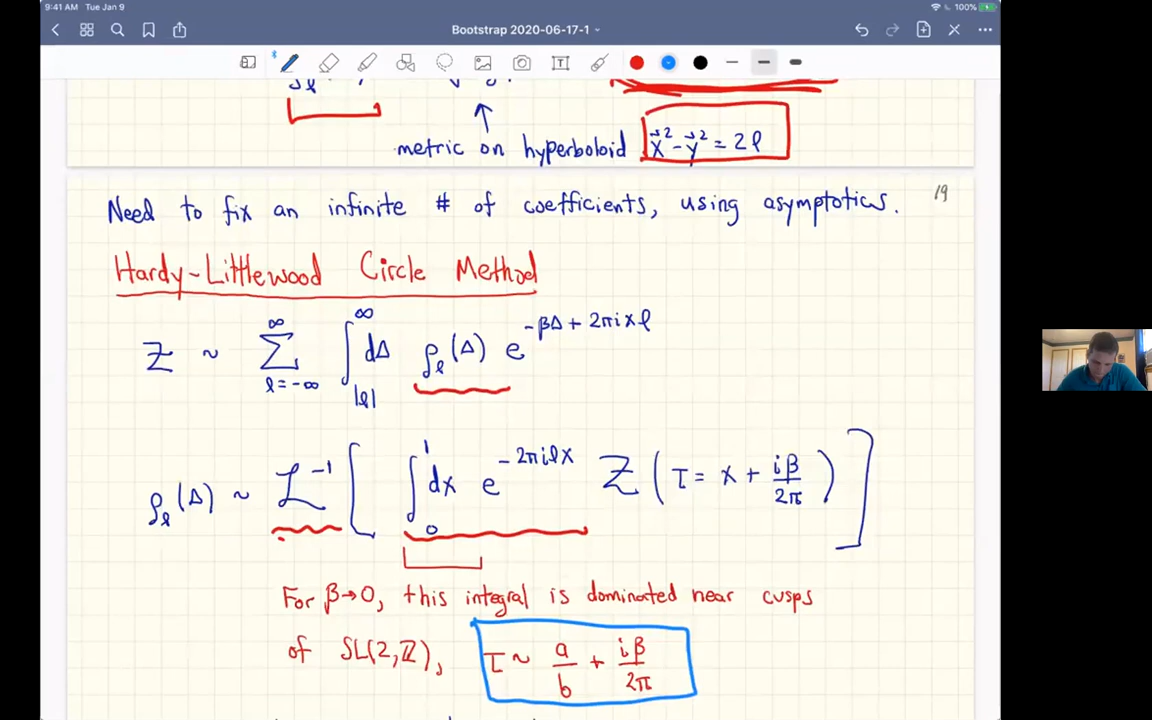 9:41 AM Tue Jan 9
100%
Bootstrap 2020-06-17-1
metric on hyperboloid x⃗² - y⃗² = 2ℓ
19
Need to fix an infinite # of coefficients, using asymptotics.
Hardy-Littlewood Circle Method
Z ~ ∑_{ℓ=-∞}^{∞} ∫_{|ℓ|}^{∞} dΔ ρ_ℓ(Δ) e^{-βΔ + 2πixℓ}
ρ_ℓ(Δ) ~ ℒ^{-1} [ ∫_0^1 dx e^{-2πiℓx} Z(τ = x + iβ/2π) ]
For β→0, this integral is dominated near cusps
of SL(2,ℤ), τ ~ a/b + iβ/2π